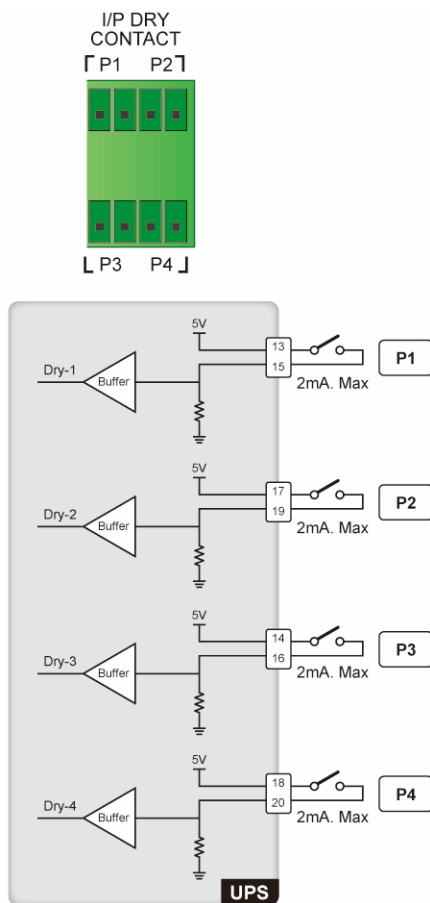 I/P DRY
CONTACT
P1 P2
P3 P4
5V
13
15
Dry-1
Buffer
2mA. Max
P1
5V
17
19
Dry-2
Buffer
2mA. Max
P2
5V
14
16
Dry-3
Buffer
2mA. Max
P3
5V
18
20
Dry-4
Buffer
2mA. Max
P4
UPS